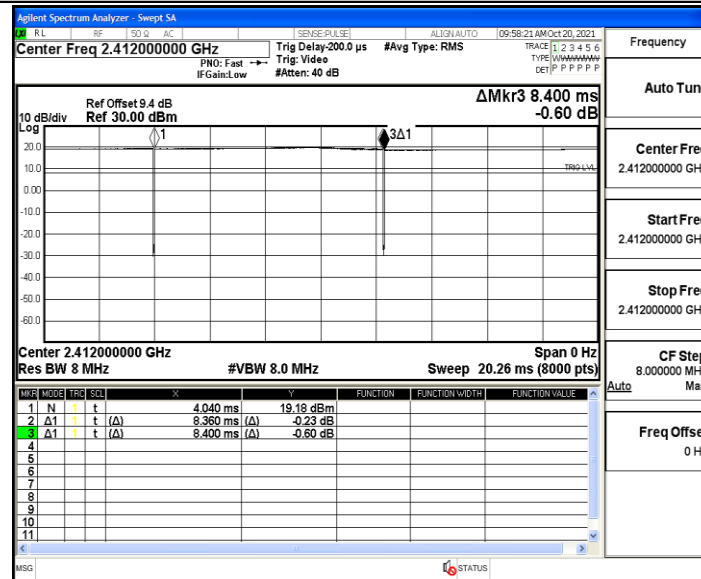 Agilent Spectrum Analyzer - Swept SA
RL RF 50 Ω AC SENSE:PULSE ALIGN AUTO 09:58:21 AM Oct 20, 2021
Center Freq 2.412000000 GHz
PNO: Fast
IFGain:Low
Trig Delay-200.0 µs
Trig: Video
#Atten: 40 dB
#Avg Type: RMS
TRACE 1 2 3 4 5 6
TYPE WWWWWW
DET P P P P P P
Ref Offset 9.4 dB
10 dB/div Ref 30.00 dBm
ΔMkr3 8.400 ms
-0.60 dB
Log
1
3Δ1
20.0
10.0
TRIG LVL
0.00
-10.0
-20.0
-30.0
-40.0
-50.0
-60.0
Center 2.412000000 GHz Span 0 Hz
Res BW 8 MHz #VBW 8.0 MHz Sweep 20.26 ms (8000 pts)
MKR MODE TRC SCL X Y FUNCTION FUNCTION WIDTH FUNCTION VALUE
1 N 1 t 4.040 ms 19.18 dBm
2 Δ1 1 t (Δ) 8.360 ms (Δ) -0.23 dB
3 Δ1 1 t (Δ) 8.400 ms (Δ) -0.60 dB
4
5
6
7
8
9
10
11
MSG STATUS
Frequency
Auto Tun
Center Fre
2.412000000 GH
Start Fre
2.412000000 GH
Stop Fre
2.412000000 GH
CF Step
8.000000 MH
Auto Ma
Freq Offse
0 H